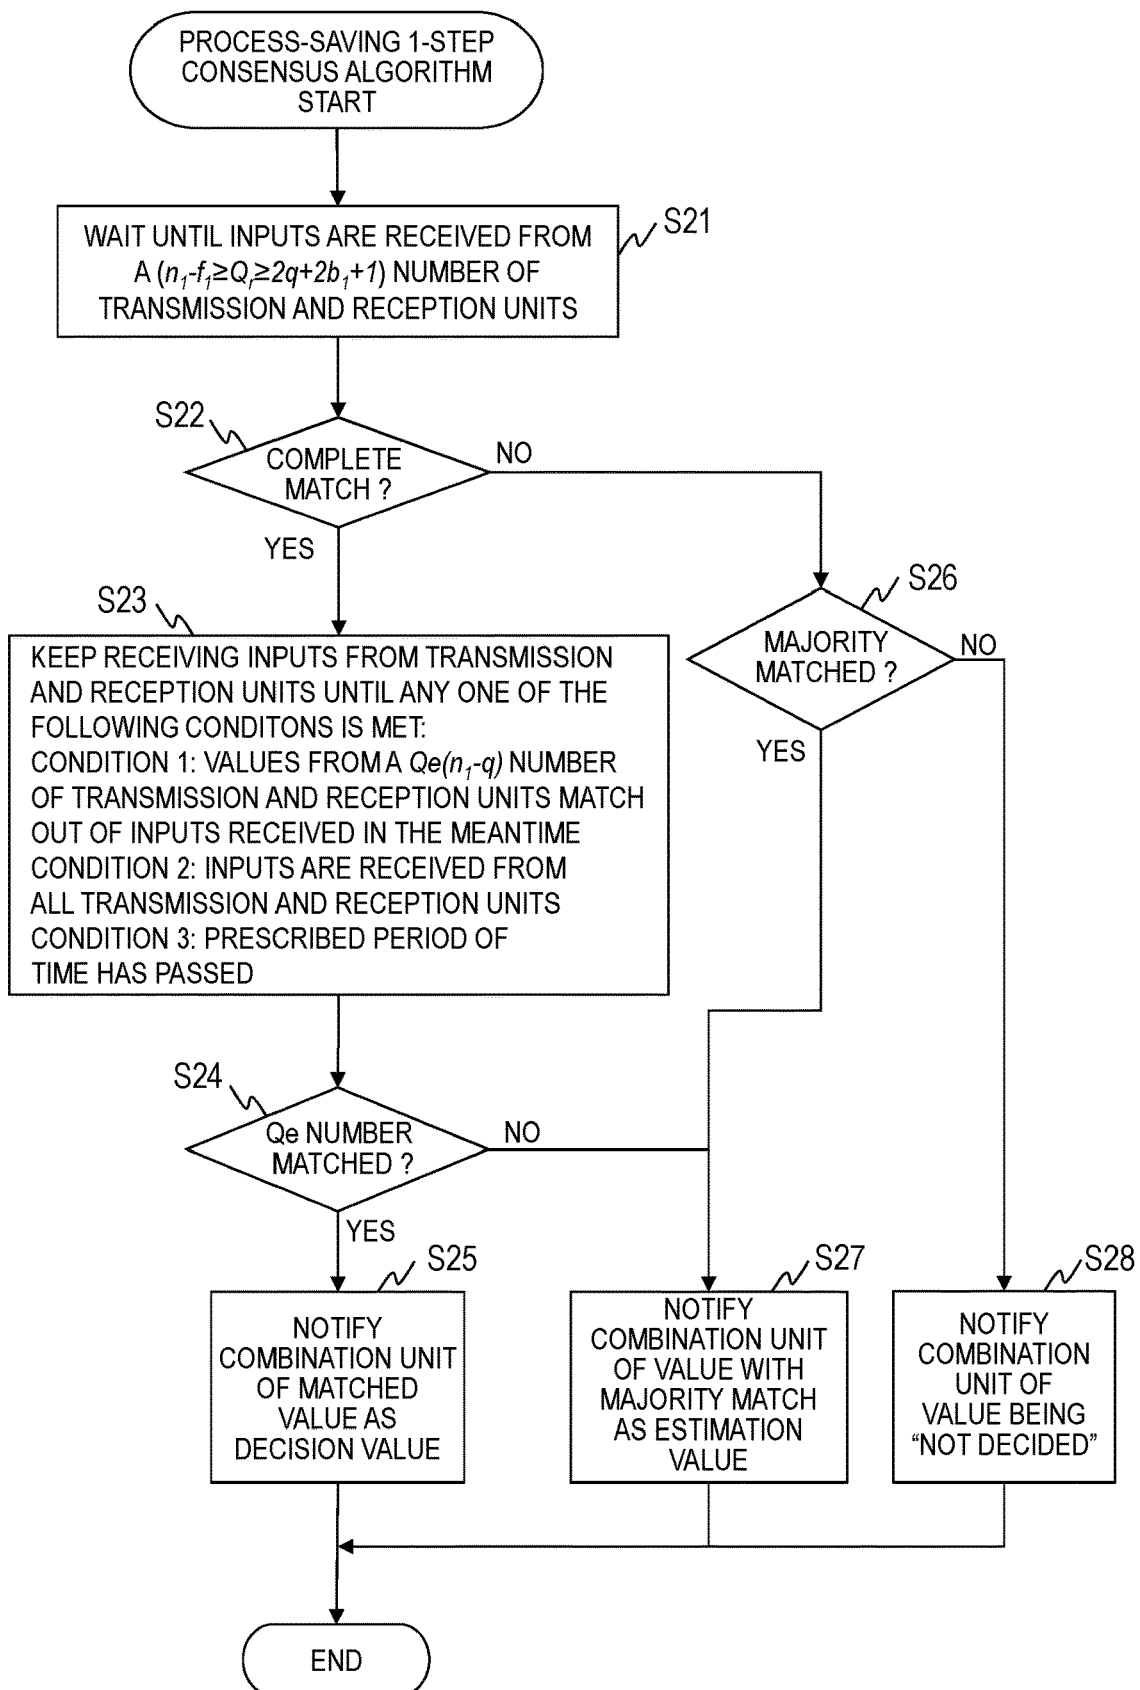 PROCESS-SAVING 1-STEP
CONSENSUS ALGORITHM
START
S21
WAIT UNTIL INPUTS ARE RECEIVED FROM
A (n₁-f₁≥Qᵣ≥2q+2b₁+1) NUMBER OF
TRANSMISSION AND RECEPTION UNITS
S22
COMPLETE
MATCH ?
NO
YES
S26
MAJORITY
MATCHED ?
NO
YES
S23
KEEP RECEIVING INPUTS FROM TRANSMISSION
AND RECEPTION UNITS UNTIL ANY ONE OF THE
FOLLOWING CONDITONS IS MET:
CONDITION 1: VALUES FROM A Qe(n₁-q) NUMBER
OF TRANSMISSION AND RECEPTION UNITS MATCH
OUT OF INPUTS RECEIVED IN THE MEANTIME
CONDITION 2: INPUTS ARE RECEIVED FROM
ALL TRANSMISSION AND RECEPTION UNITS
CONDITION 3: PRESCRIBED PERIOD OF
TIME HAS PASSED
S24
Qe NUMBER
MATCHED ?
NO
YES
S25
NOTIFY
COMBINATION UNIT
OF MATCHED
VALUE AS
DECISION VALUE
S27
NOTIFY
COMBINATION UNIT
OF VALUE WITH
MAJORITY MATCH
AS ESTIMATION
VALUE
S28
NOTIFY
COMBINATION
UNIT OF
VALUE BEING
“NOT DECIDED”
END